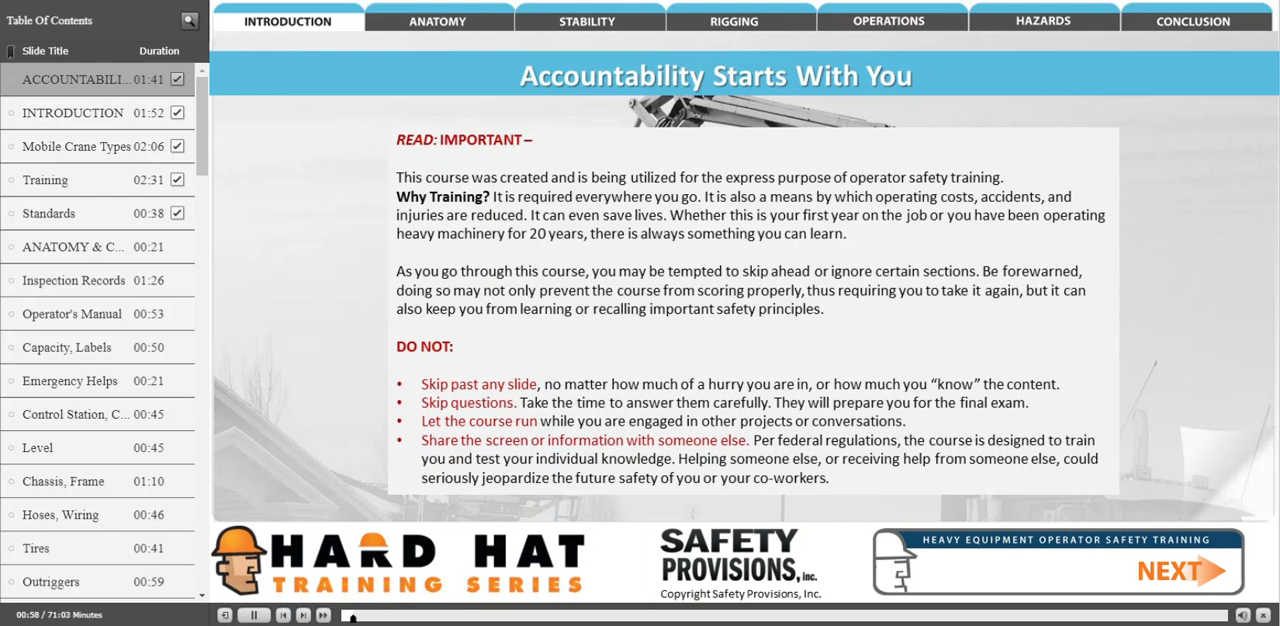 Table Of Contents
Slide Title Duration
ACCOUNTABILI... 01:41
INTRODUCTION 01:52
Mobile Crane Types 02:06
Training 02:31
Standards 00:38
ANATOMY & C... 00:21
Inspection Records 01:26
Operator's Manual 00:53
Capacity, Labels 00:50
Emergency Helps 00:21
Control Station, C... 00:45
Level 00:45
Chassis, Frame 01:10
Hoses, Wiring 00:46
Tires 00:41
Outriggers 00:59
00:58 / 71:03 Minutes
INTRODUCTION ANATOMY STABILITY RIGGING OPERATIONS HAZARDS CONCLUSION
Accountability Starts With You
READ: IMPORTANT –
This course was created and is being utilized for the express purpose of operator safety training.
Why Training? It is required everywhere you go. It is also a means by which operating costs, accidents, and
injuries are reduced. It can even save lives. Whether this is your first year on the job or you have been operating
heavy machinery for 20 years, there is always something you can learn.
As you go through this course, you may be tempted to skip ahead or ignore certain sections. Be forewarned,
doing so may not only prevent the course from scoring properly, thus requiring you to take it again, but it can
also keep you from learning or recalling important safety principles.
DO NOT:
• Skip past any slide, no matter how much of a hurry you are in, or how much you “know” the content.
• Skip questions. Take the time to answer them carefully. They will prepare you for the final exam.
• Let the course run while you are engaged in other projects or conversations.
• Share the screen or information with someone else. Per federal regulations, the course is designed to train
you and test your individual knowledge. Helping someone else, or receiving help from someone else, could
seriously jeopardize the future safety of you or your co-workers.
HARD HAT
TRAINING SERIES
SAFETY
PROVISIONS, inc.
Copyright Safety Provisions, Inc.
HEAVY EQUIPMENT OPERATOR SAFETY TRAINING
NEXT